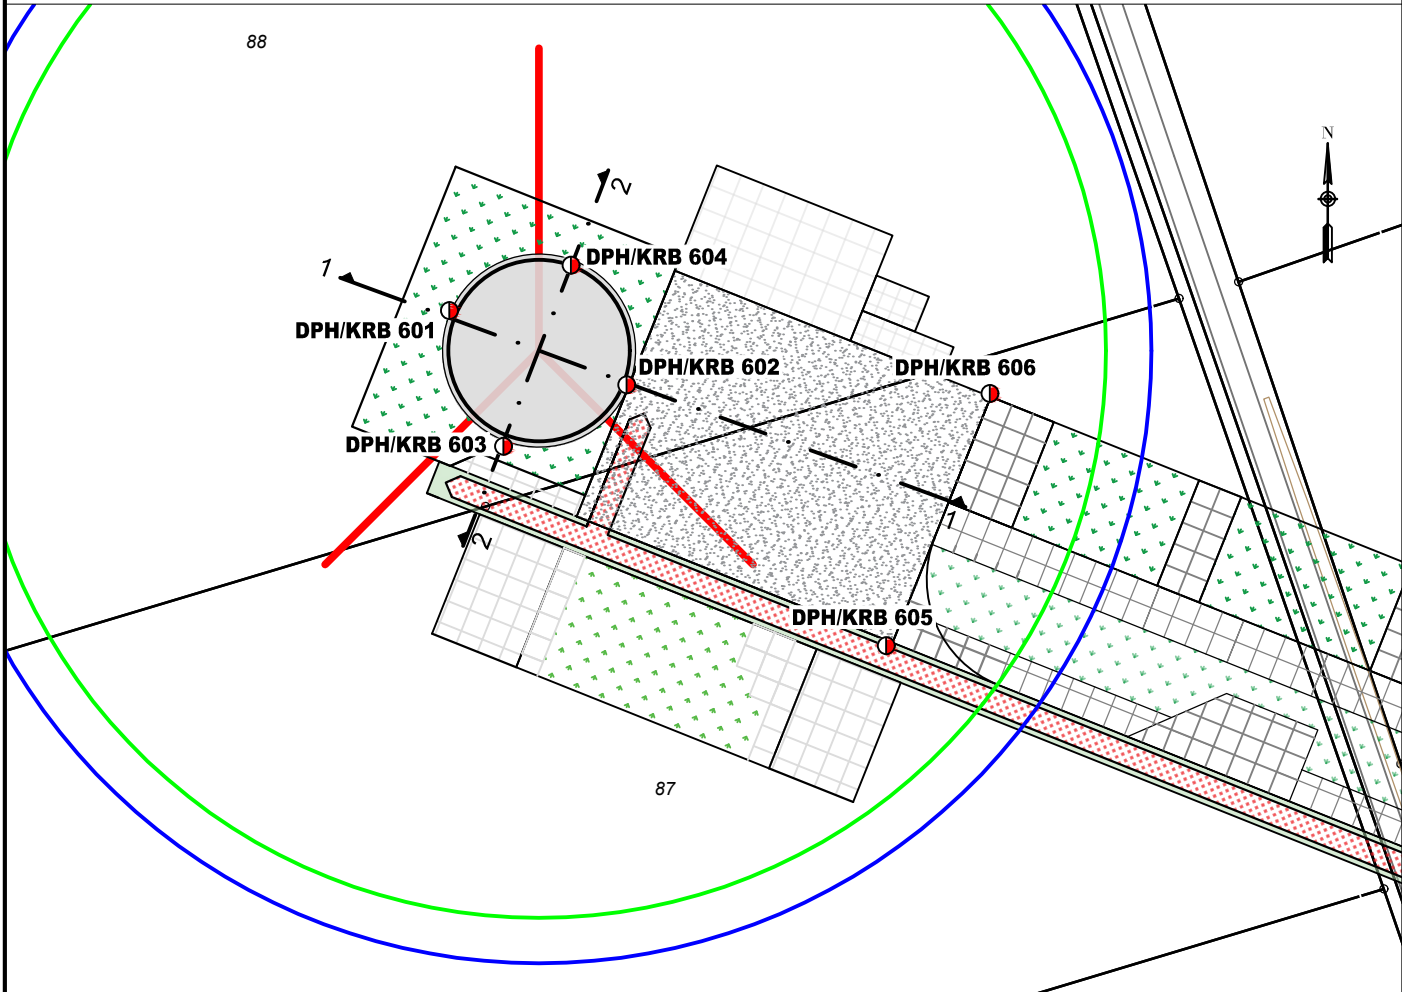 88
N
2
DPH/KRB 604
1
DPH/KRB 601
DPH/KRB 602
DPH/KRB 606
DPH/KRB 603
1
2
DPH/KRB 605
87